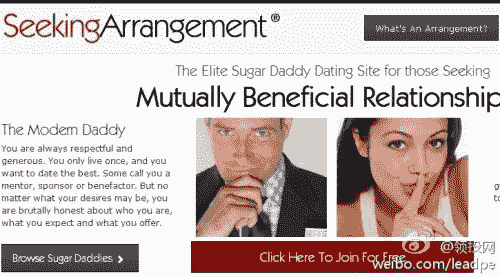 SeekingArrangement®
What's An Arrangement?
The Elite Sugar Daddy Dating Site for those Seeking
Mutually Beneficial Relationship
The Modern Daddy
You are always respectful and
generous. You only live once, and you
want to date the best. Some call you a
mentor, sponsor or benefactor. But no
matter what your desires may be, you
are brutally honest about who you are,
what you expect and what you offer.
Browse Sugar Daddies
Click Here To Join For Free
@领投网
weibo.com/leadpe